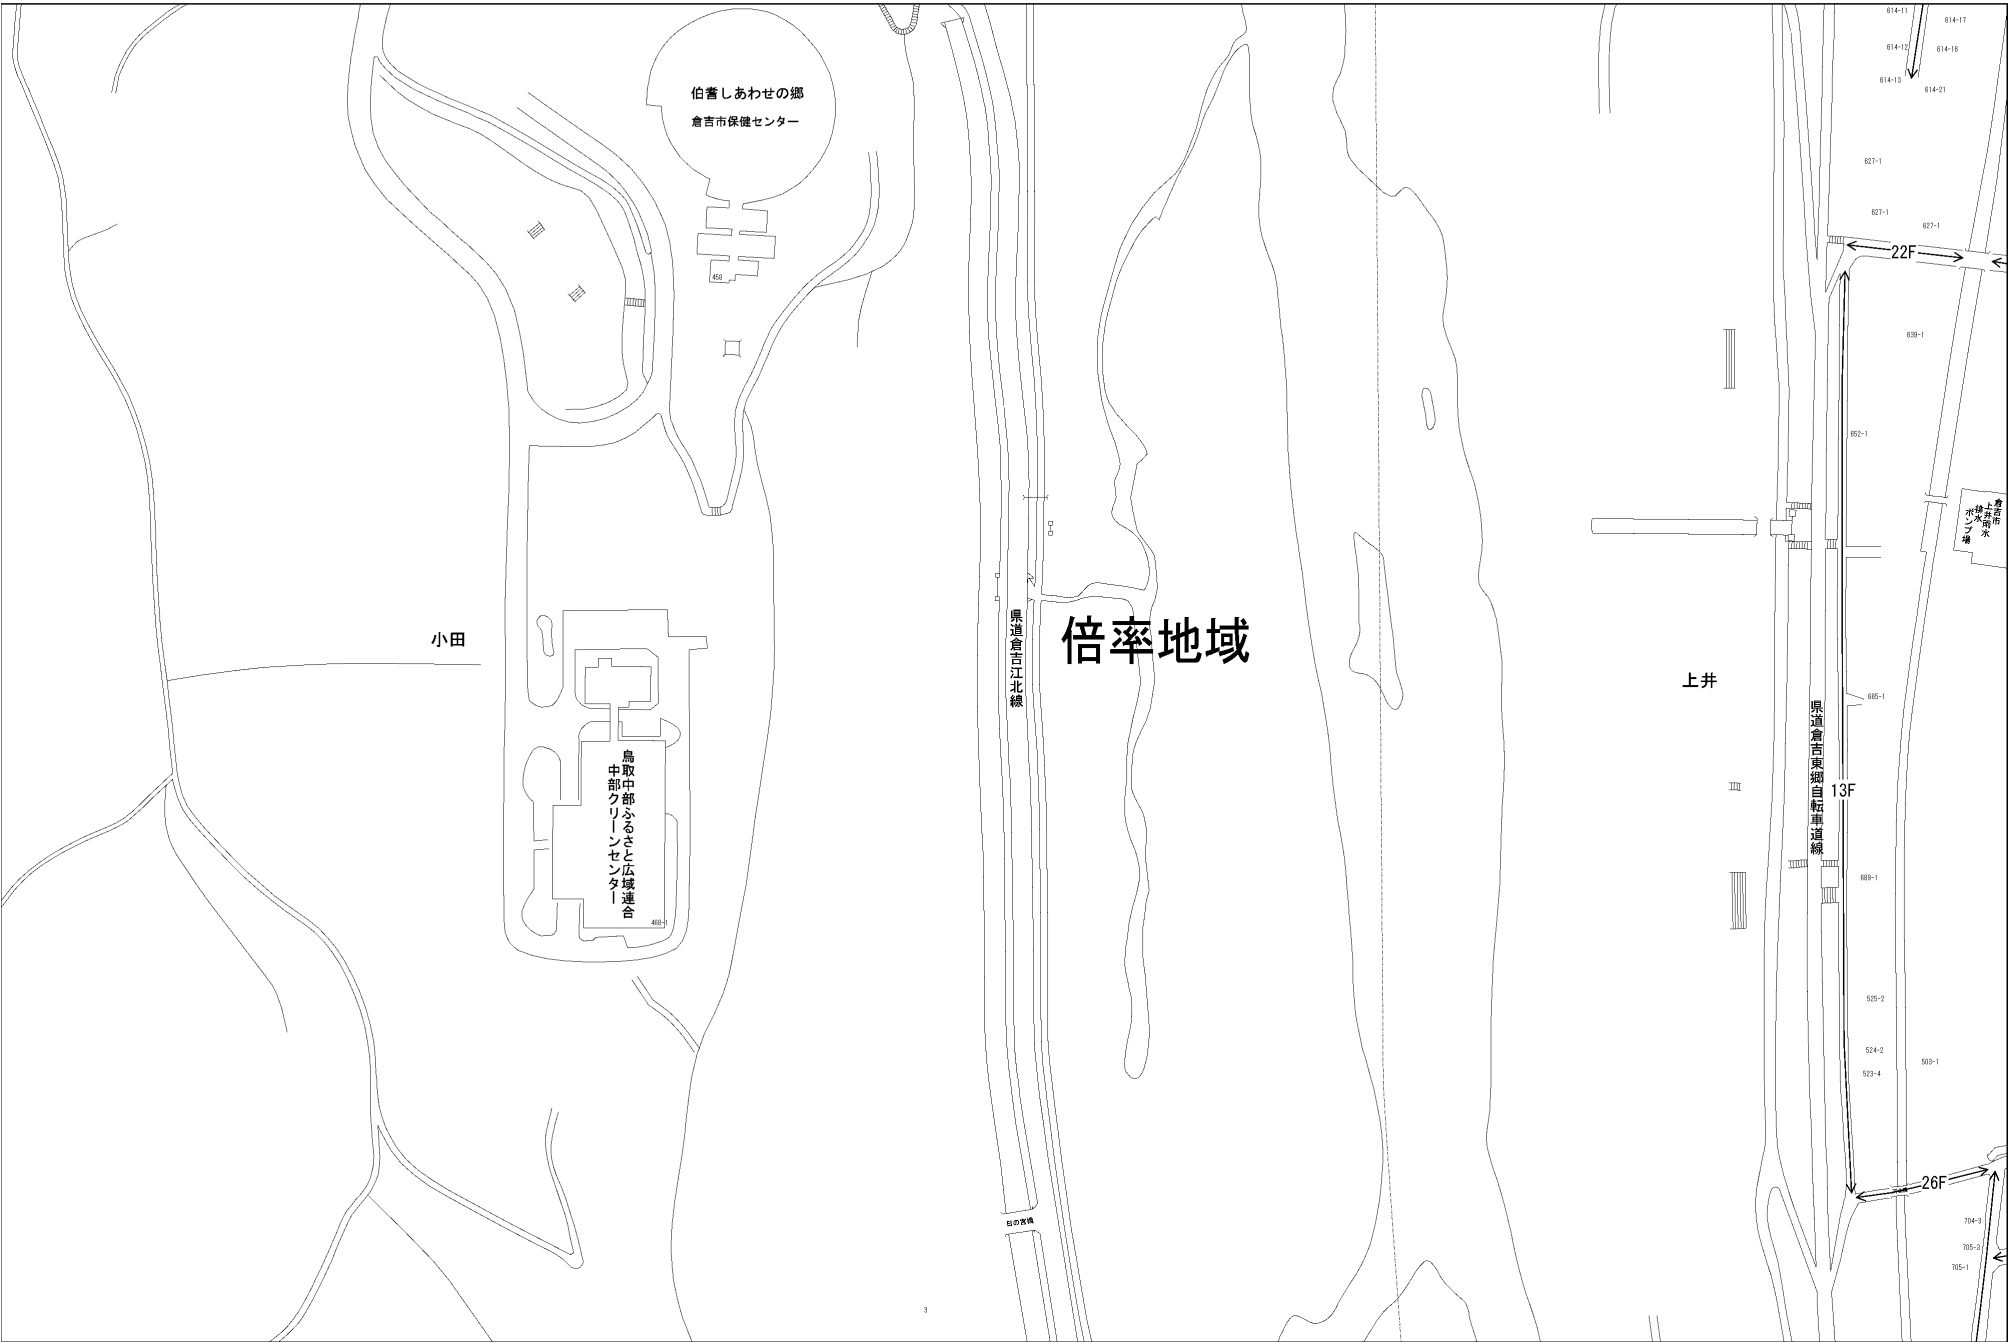 614-11
614-17
614-12
614-16
614-13
614-21
伯耆しあわせの郷
倉吉市保健センター
627-1
627-1
627-1
22F
458
639-1
652-1
倉吉市
上井雨水
排水
ポンプ場
小田
県道倉吉江北線
倍率地域
上井
665-1
県道倉吉東郷自転車道線
13F
鳥取中部ふるさと広域連合
中部クリーンセンター
468-1
689-1
525-2
524-2
503-1
523-4
26F
日の宮橋
704-3
705-3
705-1
3